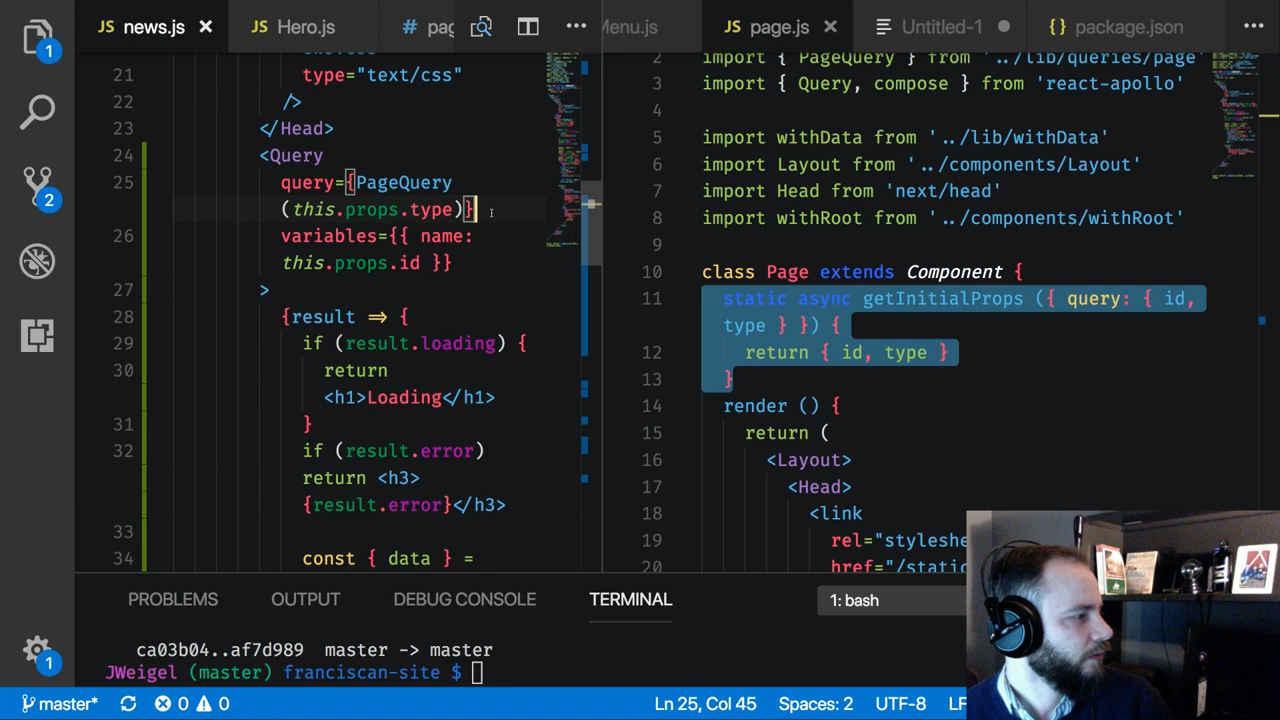 1
JS news.js ×
JS Hero.js
# pag
...
Menu.js
JS page.js ×
Untitled-1
{} package.json
...
21 type="text/css"
22 />
23 </Head>
24 <Query
25 query={PageQuery
(this.props.type)}
26 variables={{ name:
this.props.id }}
27 >
28 {result => {
29 if (result.loading) {
30 return
<h1>Loading</h1>
31 }
32 if (result.error)
return <h3>
{result.error}</h3>
33
34 const { data } =
2 import { PageQuery } from '../lib/queries/page'
3 import { Query, compose } from 'react-apollo'
4
5 import withData from '../lib/withData'
6 import Layout from '../components/Layout'
7 import Head from 'next/head'
8 import withRoot from '../components/withRoot'
9
10 class Page extends Component {
11 static async getInitialProps ({ query: { id,
type } }) {
12 return { id, type }
13 }
14 render () {
15 return (
16 <Layout>
17 <Head>
18 <link
19 rel="styleshe
20 href="/static
2
1
PROBLEMS OUTPUT DEBUG CONSOLE TERMINAL 1: bash
ca03b04..af7d989 master -> master
JWeigel (master) franciscan-site $
master* 0 0 Ln 25, Col 45 Spaces: 2 UTF-8 LF